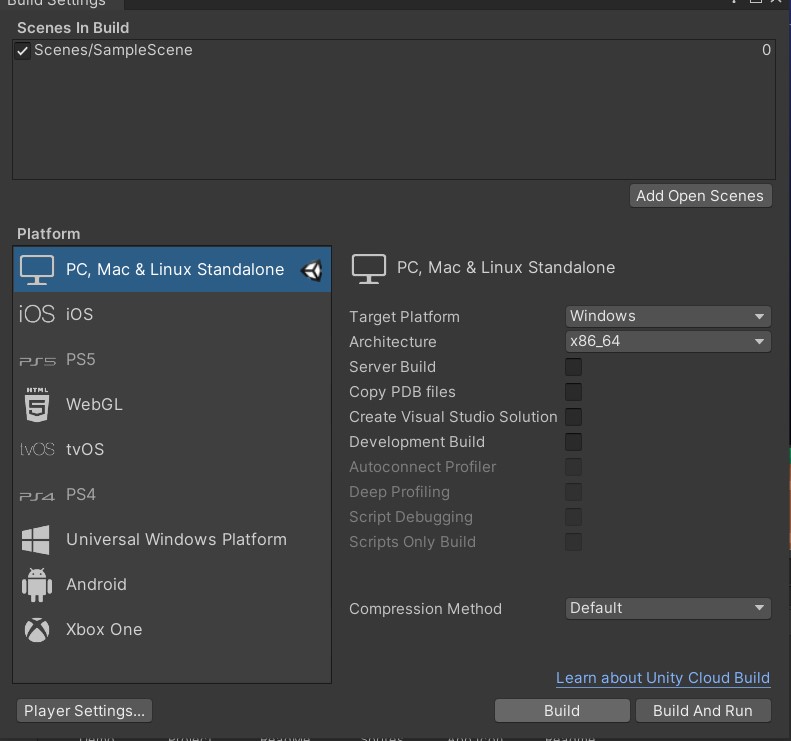 Build Settings
Scenes In Build
Scenes/SampleScene 0
Add Open Scenes
Platform
PC, Mac & Linux Standalone
iOS iOS
PS5 PS5
HTML 5 WebGL
tvOS tvOS
PS4 PS4
Universal Windows Platform
Android
Xbox One
PC, Mac & Linux Standalone
Target Platform Windows
Architecture x86_64
Server Build
Copy PDB files
Create Visual Studio Solution
Development Build
Autoconnect Profiler
Deep Profiling
Script Debugging
Scripts Only Build
Compression Method Default
Learn about Unity Cloud Build
Player Settings... Build Build And Run